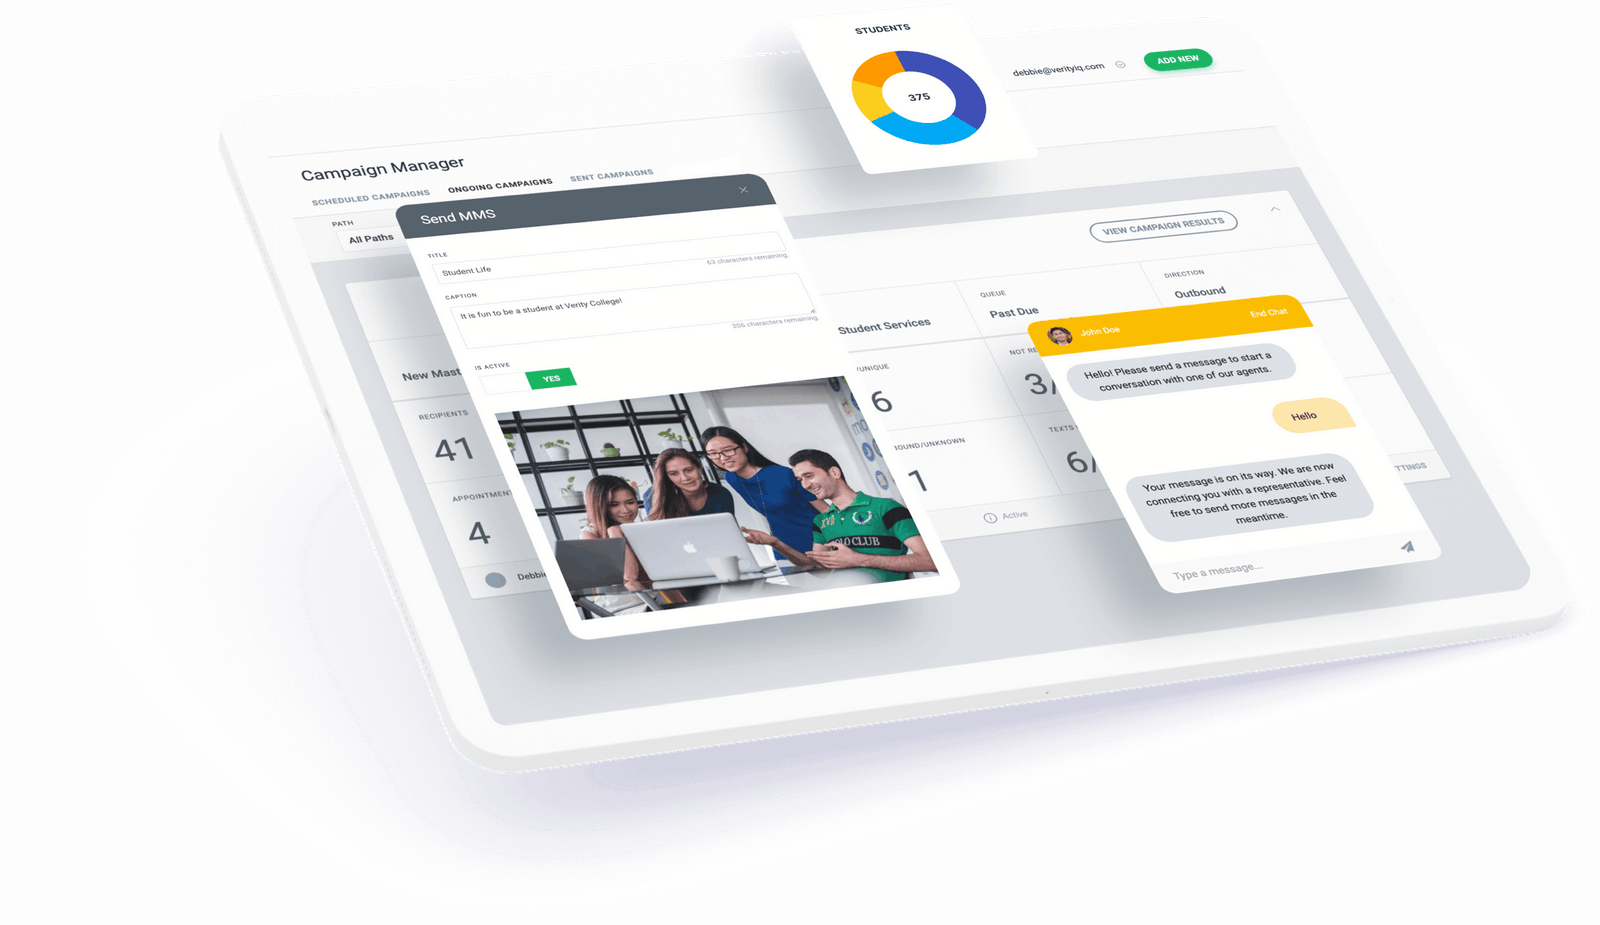 STUDENTS
375
debbie@verityiq.com
ADD NEW
Campaign Manager
SCHEDULED CAMPAIGNS
ONGOING CAMPAIGNS
SENT CAMPAIGNS
PATH
All Paths
VIEW CAMPAIGN RESULTS
Send MMS
TITLE
Student Life
63 characters remaining.
CAPTION
It is fun to be a student at Verity College!
206 characters remaining.
IS ACTIVE
YES
XVII
OLO CLUB
Student Services
QUEUE
Past Due
DIRECTION
Outbound
New Mast
RECIPIENTS
41
/UNIQUE
6
NOT RE
3/
APPOINTMENT
4
OUND/UNKNOWN
1
TEXTS
6/
Debbie
Active
TTINGS
John Doe
End Chat
Hello! Please send a message to start a
conversation with one of our agents.
Hello
Your message is on its way. We are now
connecting you with a representative. Feel
free to send more messages in the
meantime.
Type a message...